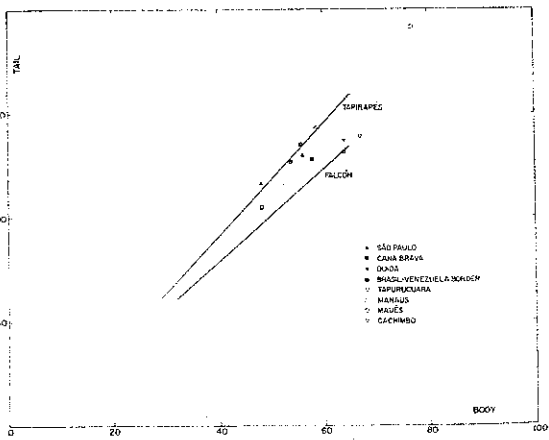 TAIL
TAPIRAPÉS
FALCÓN
SÃO PAULO
CANA BRAVA
DUIDA
BRASIL-VENEZUELA BORDER
TAPURUCUARA
MANAUS
MAUÉS
CACHIMBO
BODY
0 20 40 60 80 100